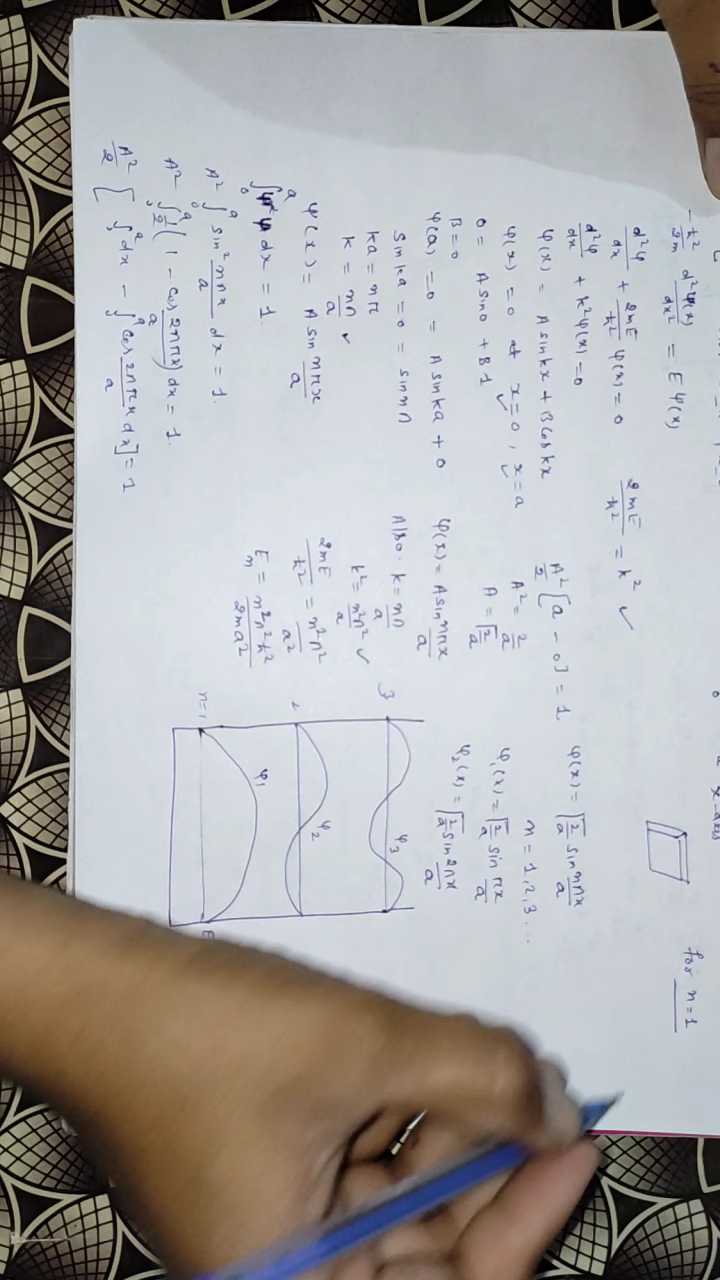 -ħ²/2m d²ψ(x)/dx² = E ψ(x)
d²ψ/dx + 2mE/ħ² ψ(x) = 0
2mE/ħ² = k² ✓
d²ψ/dx + k²ψ(x) = 0
ψ(x) = A sin kx + B Cos kx
ψ(x) = 0 at x = 0, x = a
0 = A sin 0 + B 1
B = 0
ψ(a) = 0 = A sin ka + 0
sin ka = 0 = sin nπ
ka = nπ
k = nπ/a ✓
ψ(x) = A sin nπx/a
∫₀ᵃ ψ* ψ dx = 1.
A² ∫₀ᵃ sin² nπx/a dx = 1.
A² ∫₀ᵃ 1/2 (1 - Cos 2nπx/a) dx = 1.
A²/2 [ ∫₀ᵃ dx - ∫₀ᵃ Cos 2nπx/a dx ] = 1
A²/2 [a - 0] = 1
A² = 2/a
A = √2/a
ψ(x) = A sin nπx/a
Also. k = nπ/a
k² = n²π²/a ✓
2mE/ħ² = n²π²/a²
Eₙ = n²π²ħ²/2ma²
ψ(x) = √2/a sin nπx/a
n = 1, 2, 3 ...
ψ₁(x) = √2/a sin πx/a
ψ₂(x) = √2/a sin 2πx/a
3 ψ₃
2 ψ₂
ψ₁
n = 1 E
for n = 1